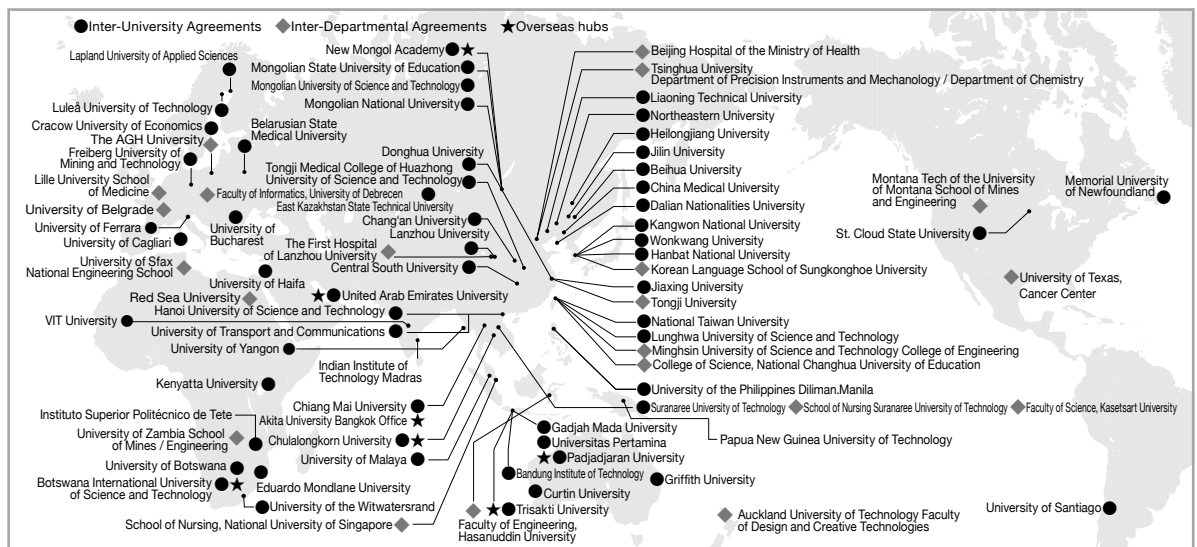 Inter-University Agreements Inter-Departmental Agreements Overseas hubs
Lapland University of Applied Sciences
Luleå University of Technology
Cracow University of Economics
The AGH University
Freiberg University of
Mining and Technology
Lille University School
of Medicine
University of Belgrade
University of Ferrara
University of Cagliari
University of Sfax
National Engineering School
Red Sea University
VIT University
University of Yangon
Kenyatta University
Instituto Superior Politécnico de Tete
University of Zambia School
of Mines / Engineering
University of Botswana
Botswana International University
of Science and Technology
Eduardo Mondlane University
University of the Witwatersrand
School of Nursing, National University of Singapore
New Mongol Academy
Mongolian State University of Education
Mongolian University of Science and Technology
Mongolian National University
Belarusian State
Medical University
Donghua University
Tongji Medical College of Huazhong
University of Science and Technology
Faculty of Informatics, University of Debrecen
East Kazakhstan State Technical University
Chang'an University
Lanzhou
University
University of
Bucharest
The First Hospital
of Lanzhou University
Central South University
University of Haifa
United Arab Emirates University
Hanoi University of Science and Technology
University of Transport and Communications
Indian Institute of
Technology Madras
Chiang Mai University
Akita University Bangkok Office
Chulalongkorn University
University of Malaya
Beijing Hospital of the Ministry of Health
Tsinghua University
Department of Precision Instruments and Mechanology / Department of Chemistry
Liaoning Technical University
Northeastern University
Heilongjiang University
Jilin University
Beihua University
China Medical University
Dalian Nationalities University
Kangwon National University
Wonkwang University
Hanbat National University
Korean Language School of Sungkonghoe University
Jiaxing University
Tongji University
National Taiwan University
Lunghwa University of Science and Technology
Minghsin University of Science and Technology College of Engineering
College of Science, National Changhua University of Education
University of the Philippines Diliman.Manila
Suranaree University of Technology School of Nursing Suranaree University of Technology Faculty of Science, Kasetsart University
Gadjah Mada University
Universitas Pertamina
Padjadjaran University
Papua New Guinea University of Technology
Bandung Institute of Technology
Griffith University
Curtin University
Trisakti University
Faculty of Engineering,
Hasanuddin University
Auckland University of Technology Faculty
of Design and Creative Technologies
Montana Tech of the University
of Montana School of Mines
and Engineering
Memorial University
of Newfoundland
St. Cloud State University
University of Texas,
Cancer Center
University of Santiago